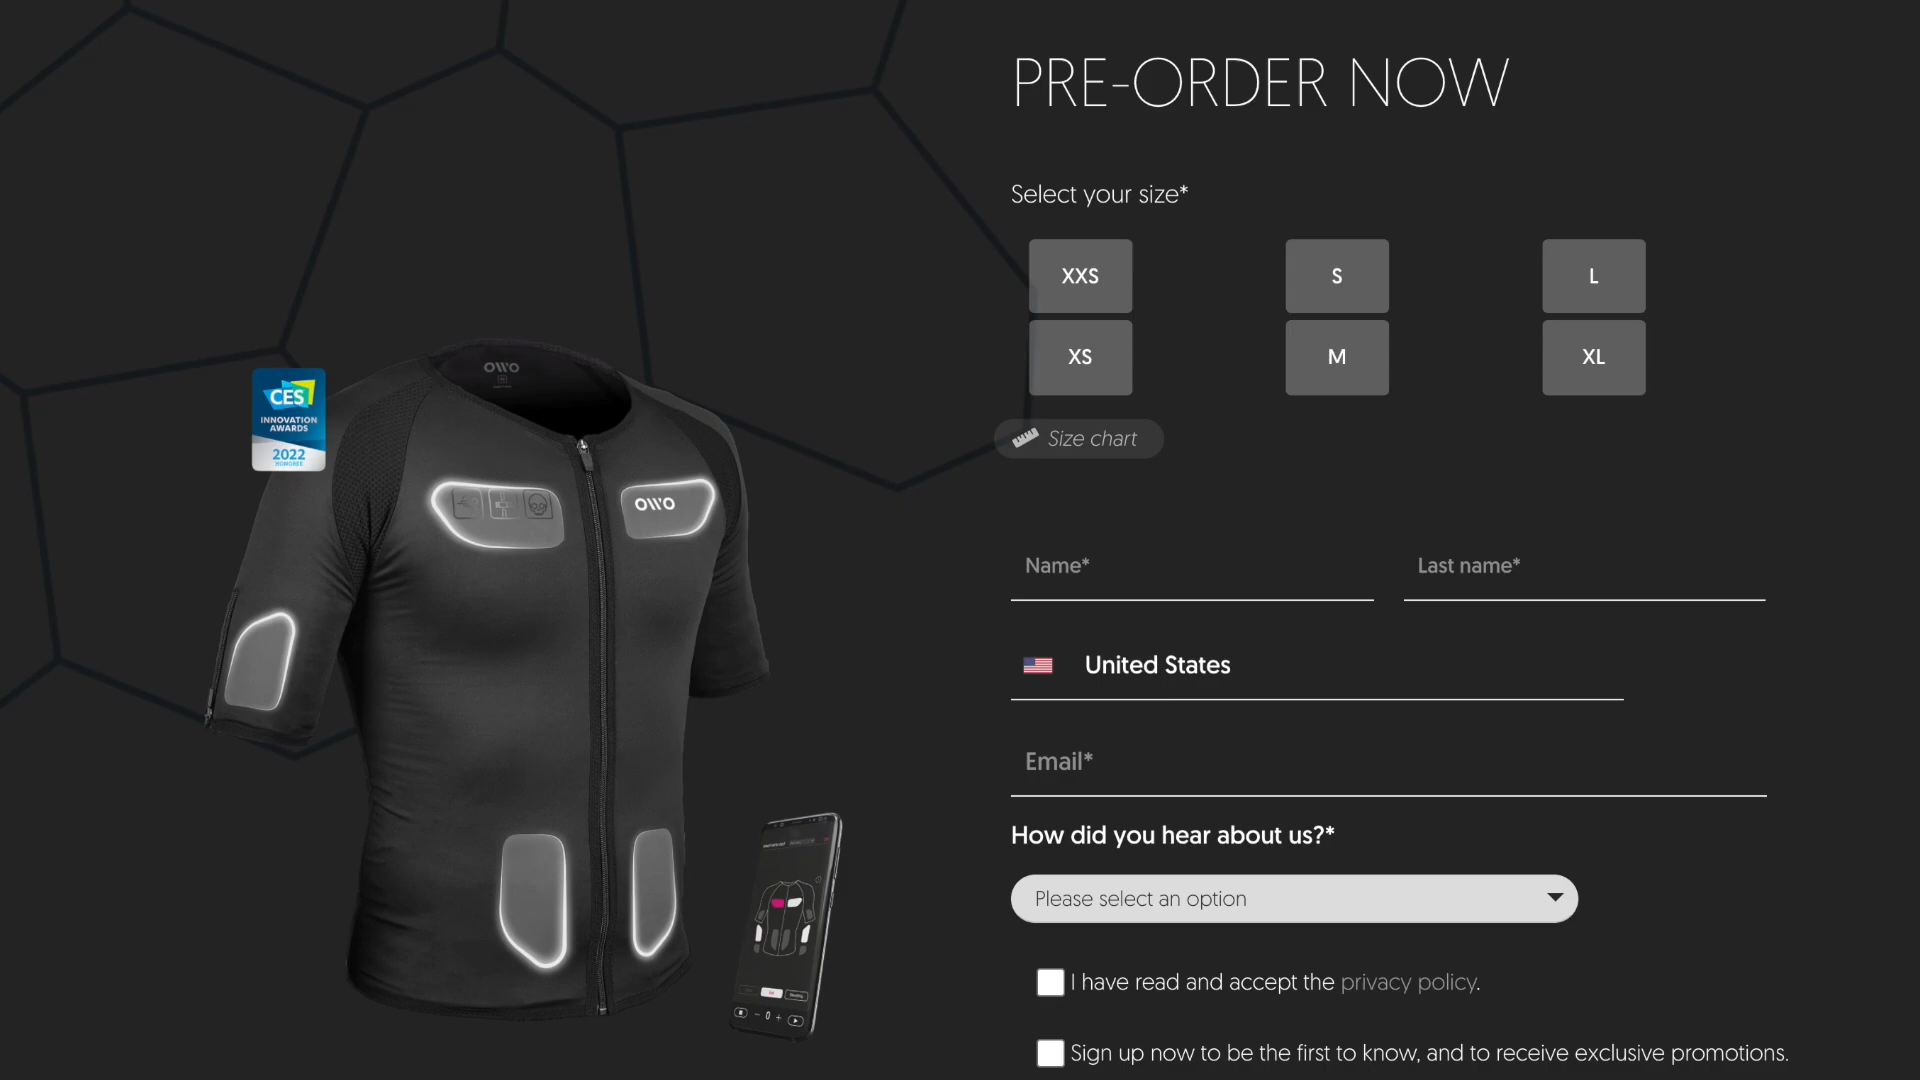 PRE-ORDER NOW
Select your size*
XXS
S
L
XS
M
XL
Size chart
Name*
Last name*
United States
Email*
How did you hear about us?*
Please select an option
I have read and accept the privacy policy.
Sign up now to be the first to know, and to receive exclusive promotions.
OWO
CES
INNOVATION
AWARDS
2022
HONOREE
OWO
0